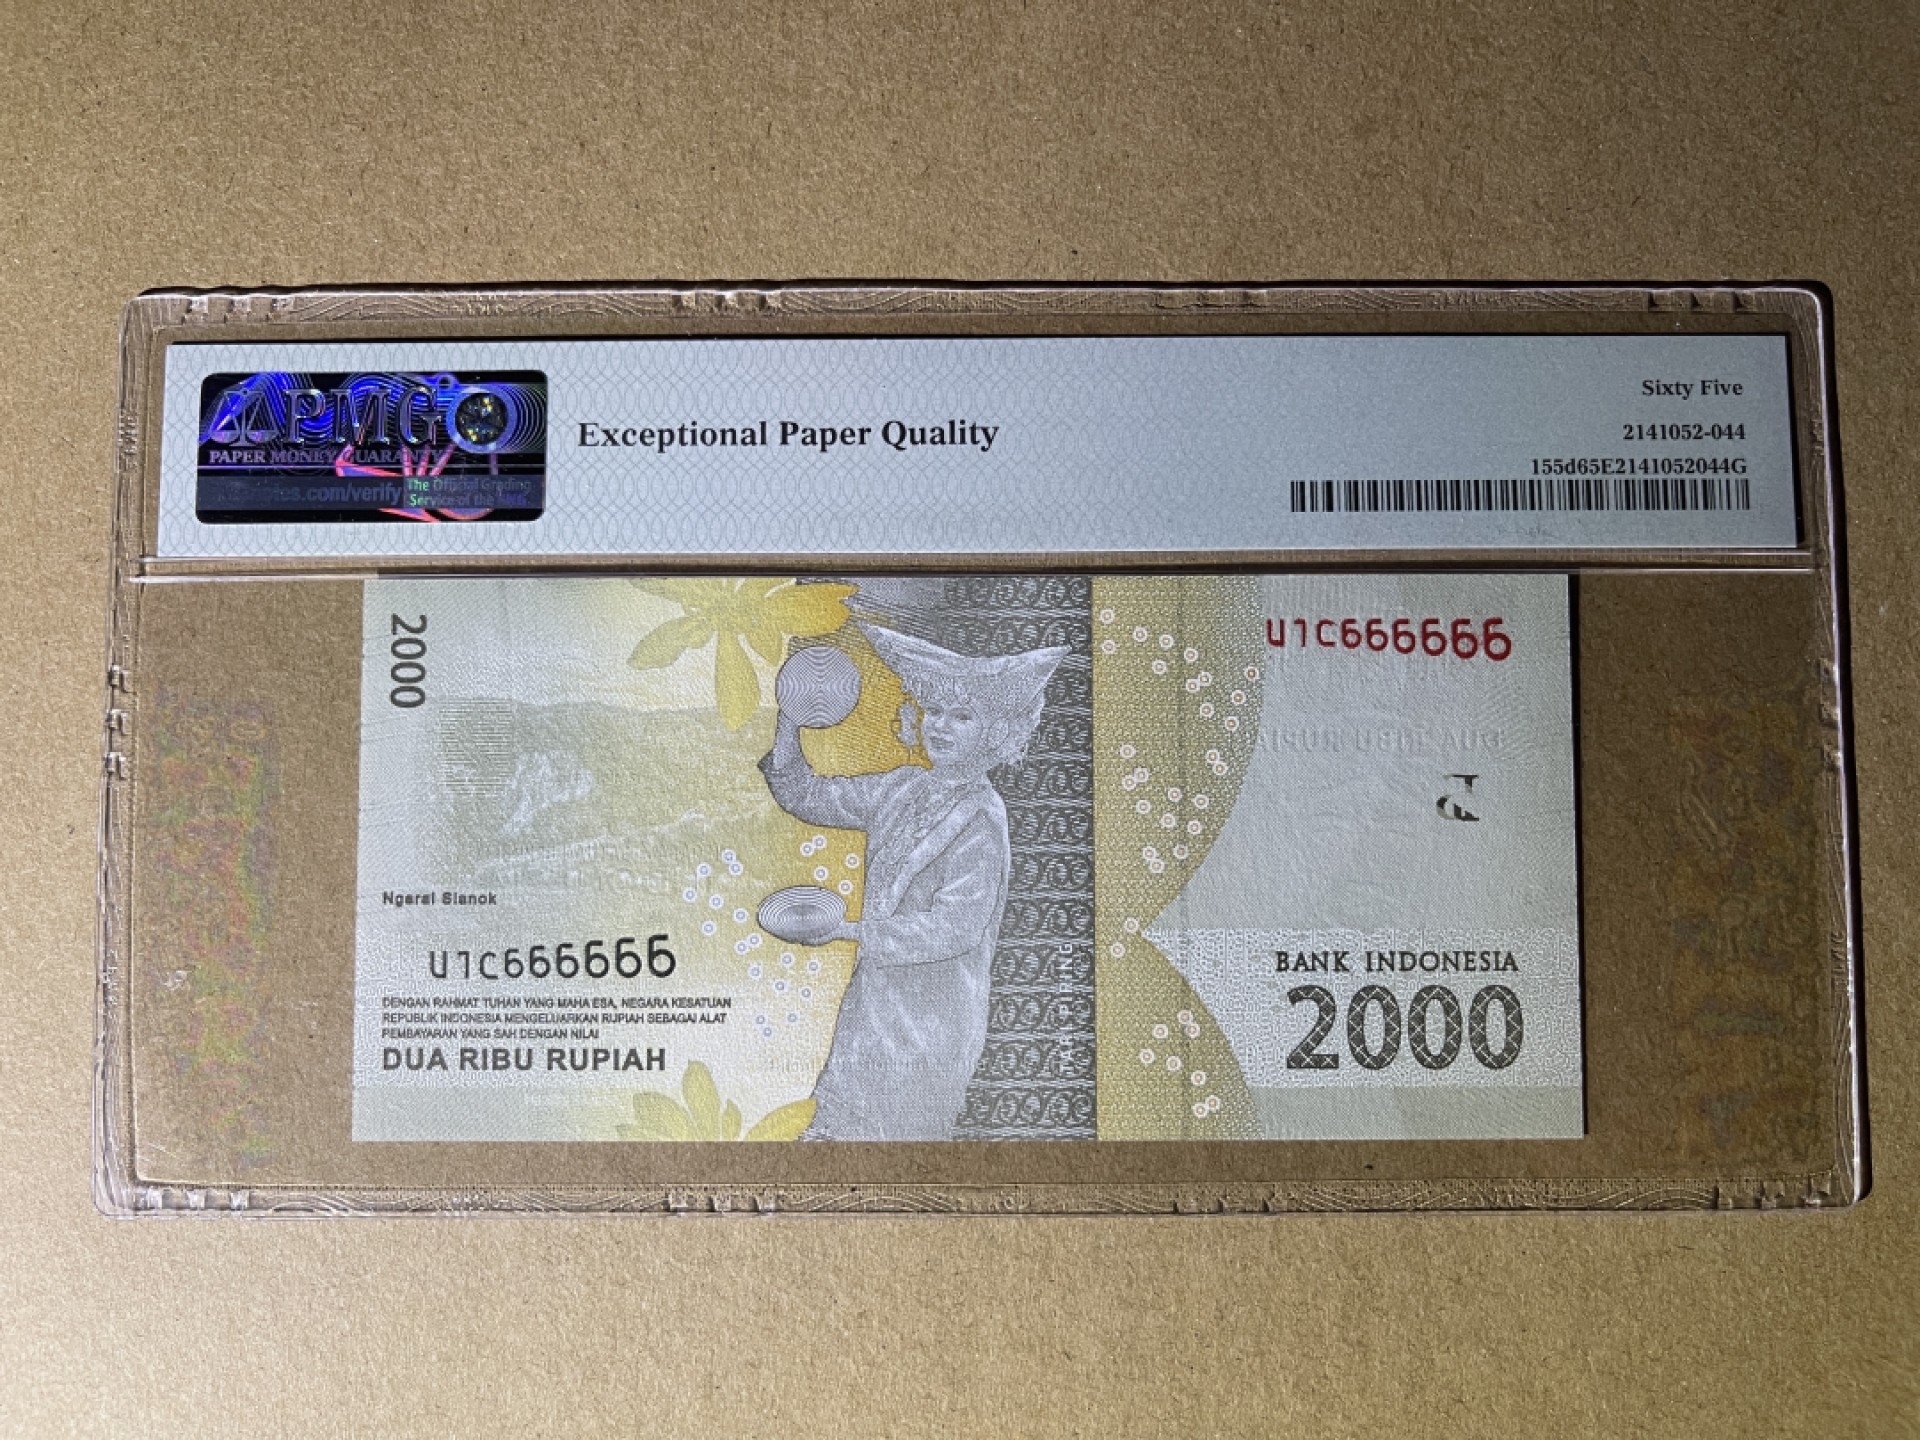 PMG
PAPER MONEY GUARANTY
The Official Grading
Service of the
Exceptional Paper Quality
Sixty Five
2141052-044
155d65E2141052044G
2000
U1C666666
Ngarai Sianok
U1C666666
DENGAN RAHMAT TUHAN YANG MAHA ESA, NEGARA KESATUAN
REPUBLIK INDONESIA MENGELUARKAN RUPIAH SEBAGAI ALAT
PEMBAYARAN YANG SAH DENGAN NILAI
DUA RIBU RUPIAH
TARI PIRING
BANK INDONESIA
2000